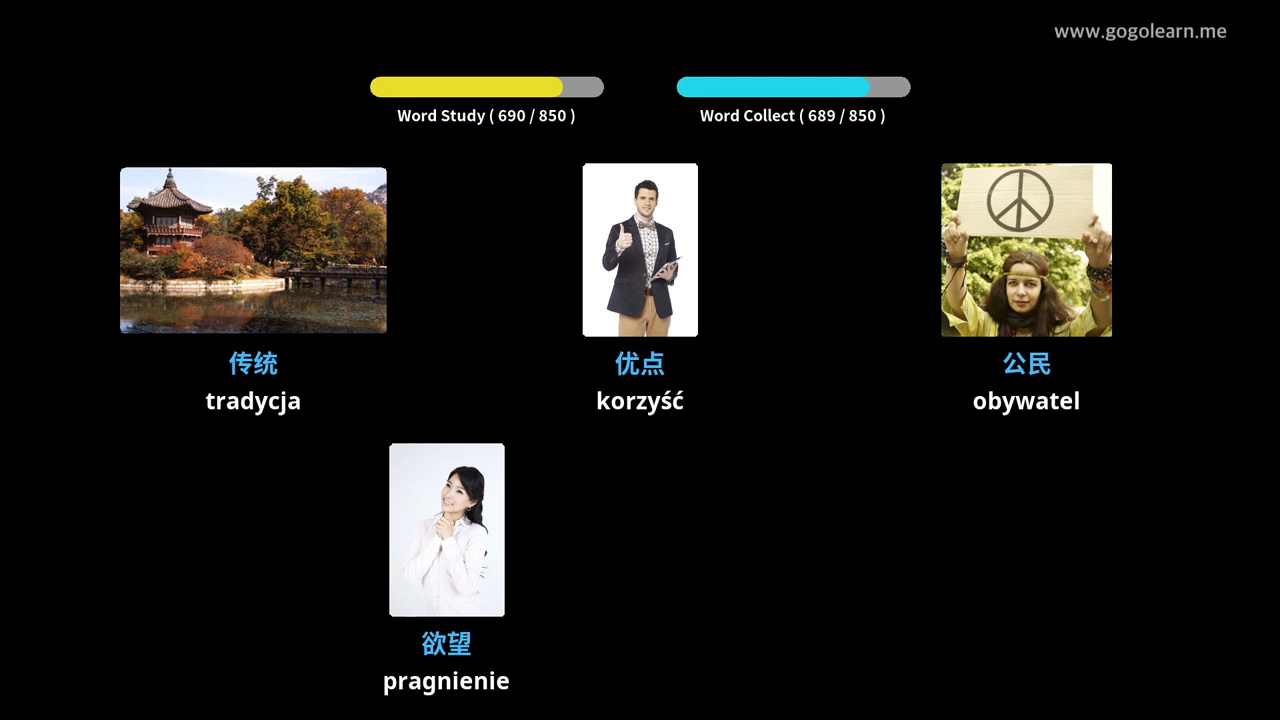 www.gogolearn.me
Word Study ( 690 / 850 )
Word Collect ( 689 / 850 )
传统
tradycja
优点
korzyść
公民
obywatel
欲望
pragnienie